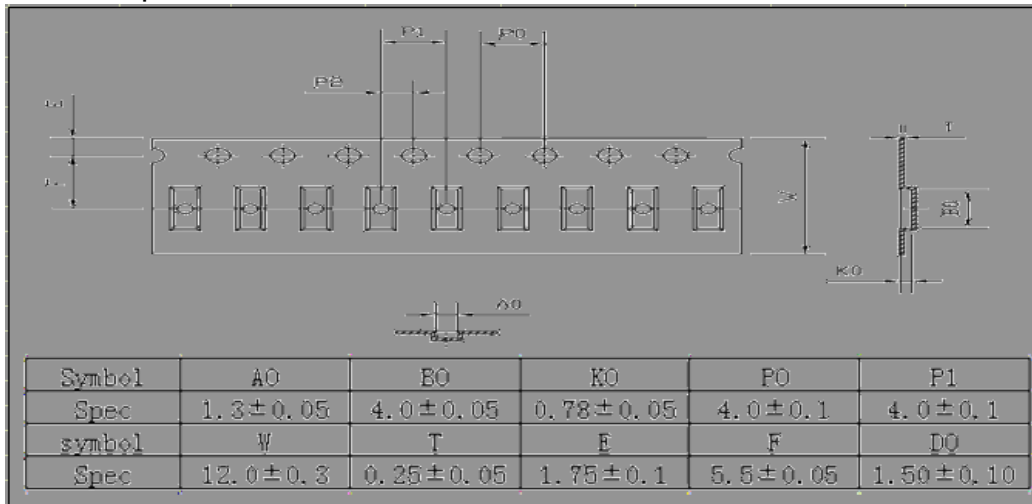 P1 P0
P2
E
F
T
W
B0
K0
A0
Symbol A0 B0 K0 P0 P1
Spec 1.3±0.05 4.0±0.05 0.78±0.05 4.0±0.1 4.0±0.1
symbol W T E F D0
Spec 12.0±0.3 0.25±0.05 1.75±0.1 5.5±0.05 1.50±0.10